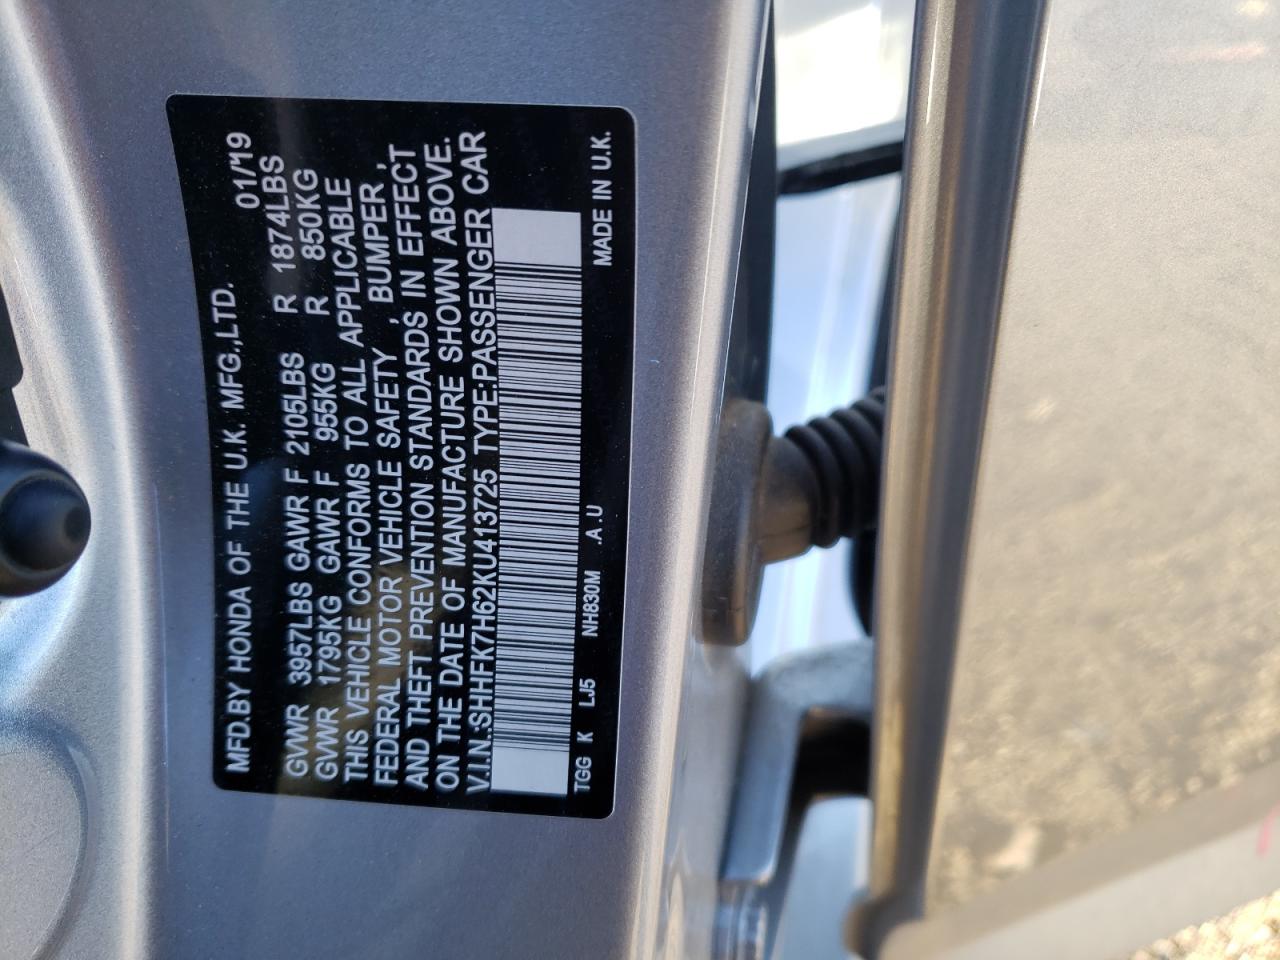 MFD.BY HONDA OF THE U.K. MFG.,LTD. 01/19
GVWR 3957LBS GAWR F 2105LBS R 1874LBS
GVWR 1795KG GAWR F 955KG R 850KG
THIS VEHICLE CONFORMS TO ALL APPLICABLE
FEDERAL MOTOR VEHICLE SAFETY , BUMPER ,
AND THEFT PREVENTION STANDARDS IN EFFECT
ON THE DATE OF MANUFACTURE SHOWN ABOVE.
V.I.N.:SHHFK7H62KU413725 TYPE:PASSENGER CAR
TGG K LJ5 NH830M .A.U MADE IN U.K.